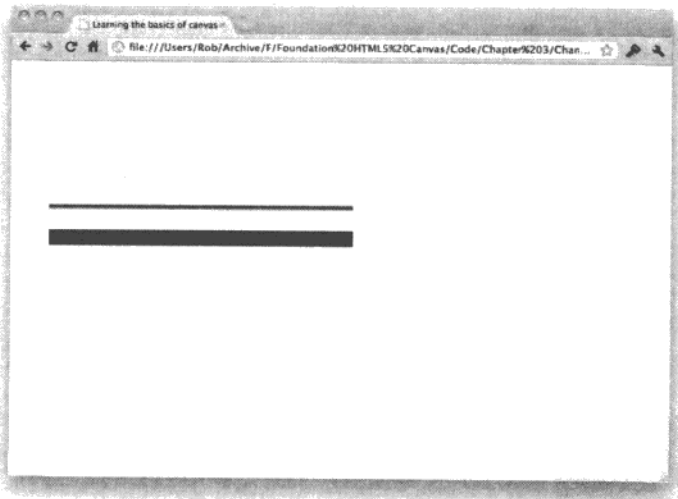 Learning the basics of canvas
file:///Users/Rob/Archive/F/Foundation%20HTML5%20Canvas/Code/Chapter%203/Chan...